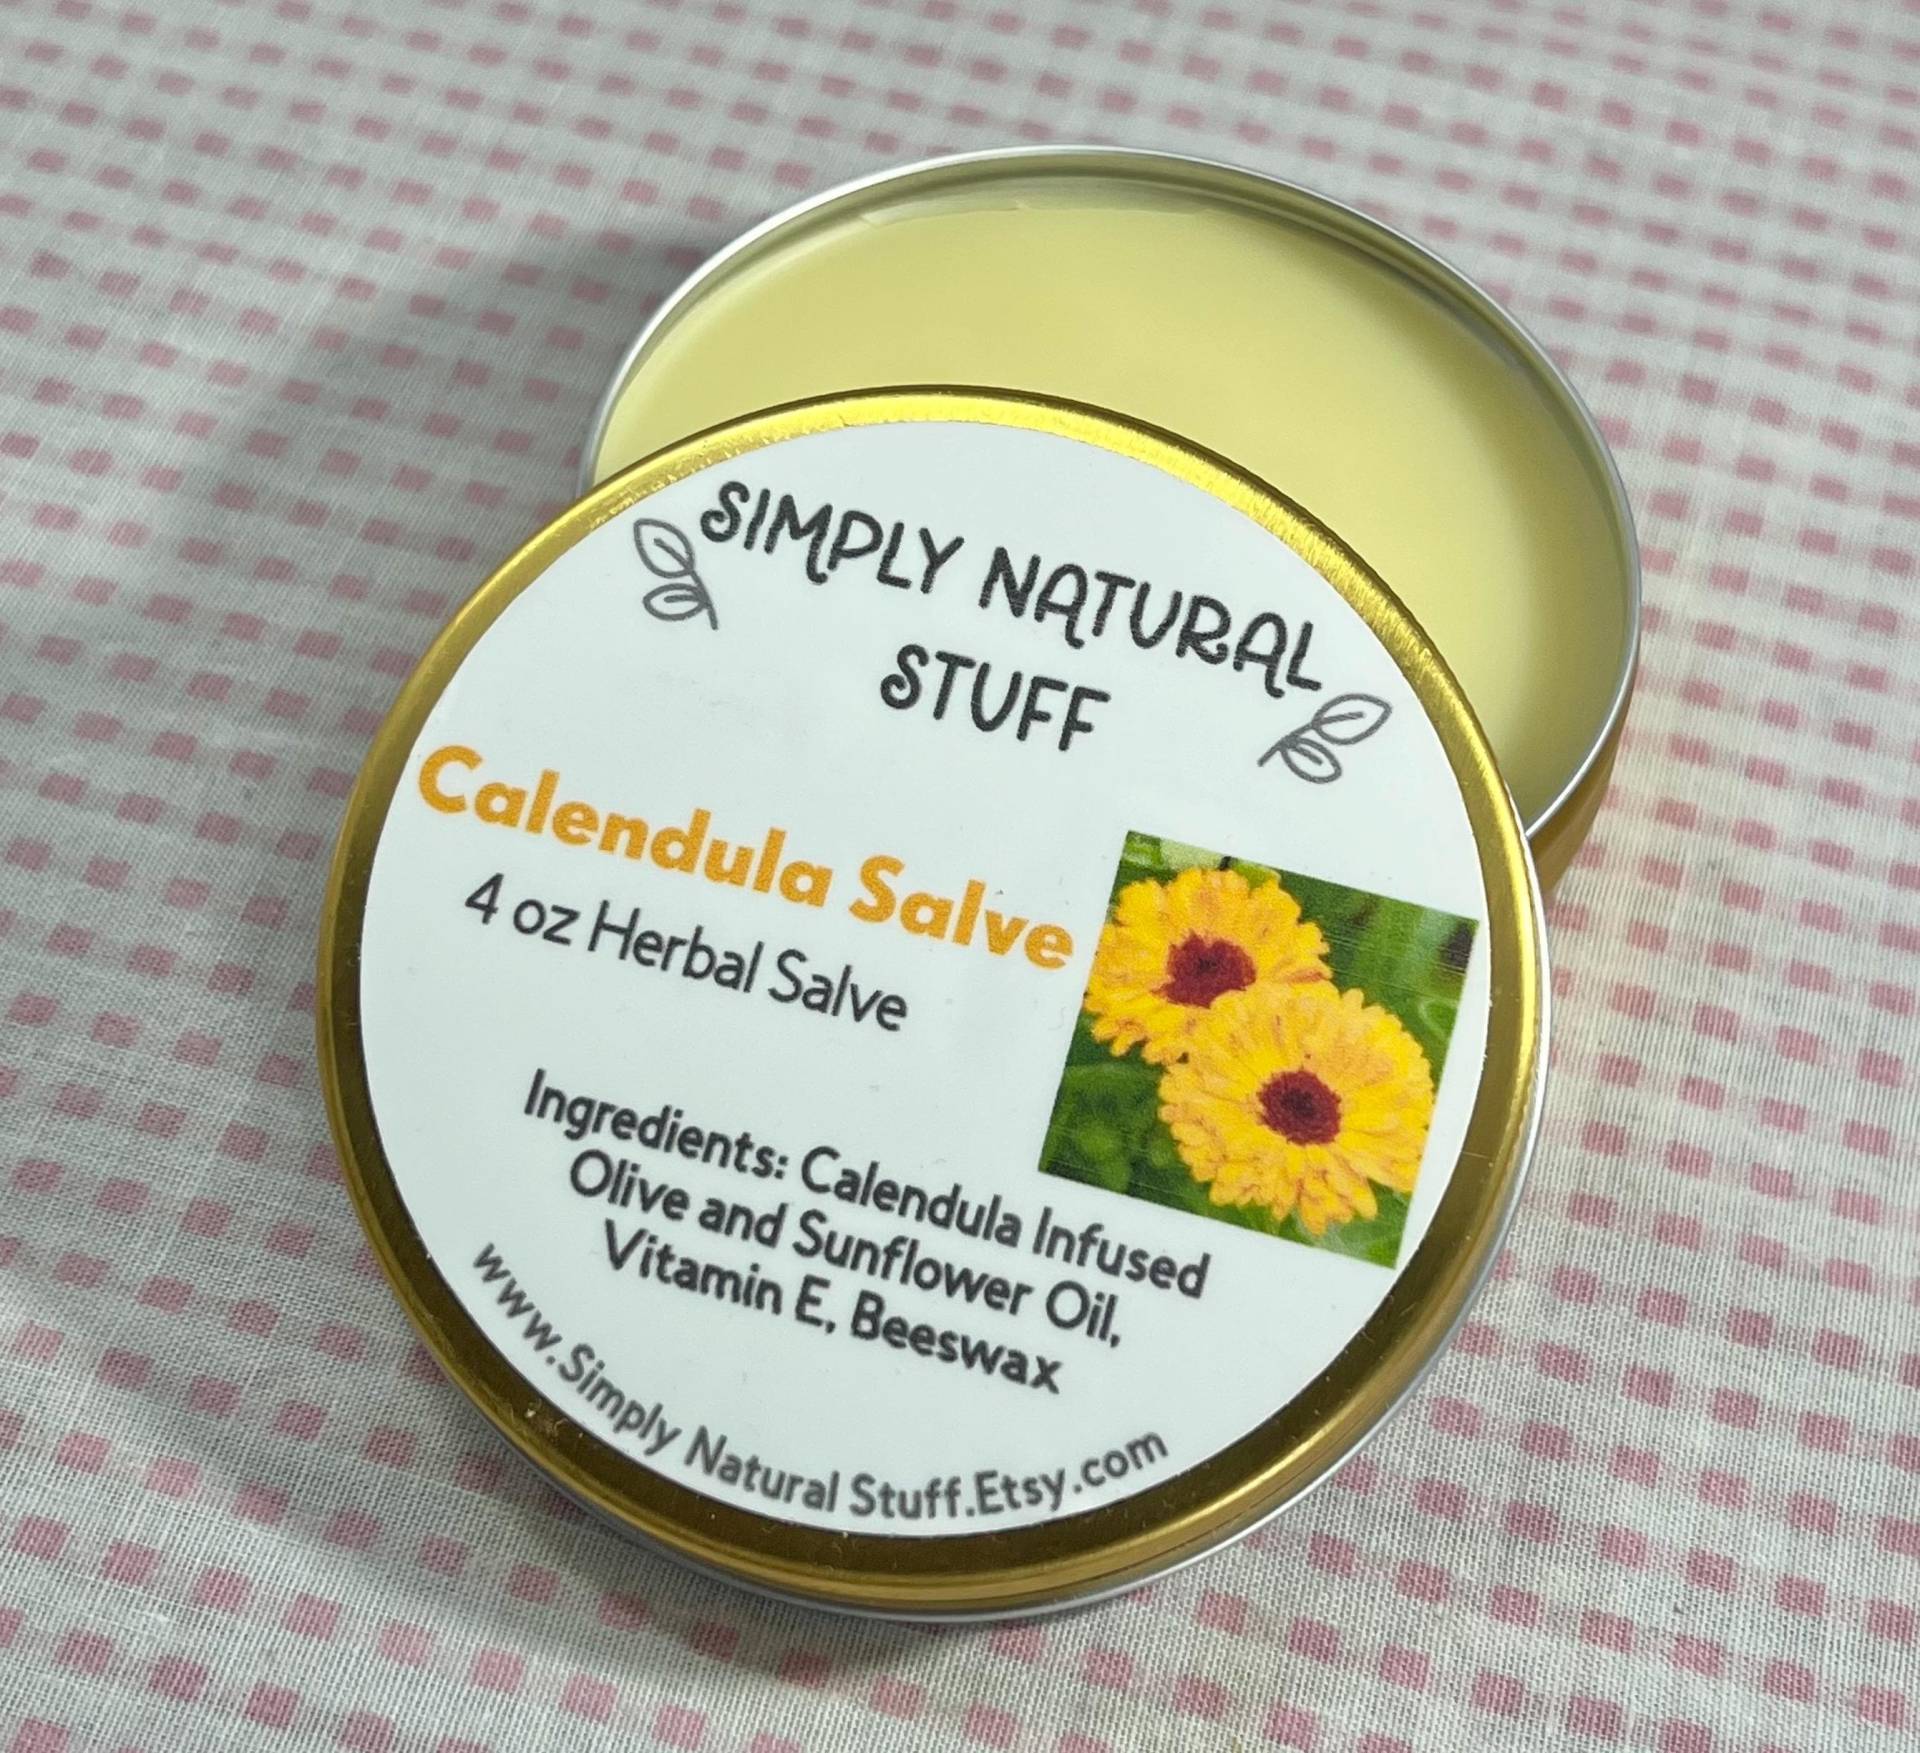 SIMPLY NATURAL
STUFF
Calendula Salve
4 oz Herbal Salve
Ingredients: Calendula Infused
Olive and Sunflower Oil,
Vitamin E, Beeswax
www.Simply Natural Stuff.Etsy.com